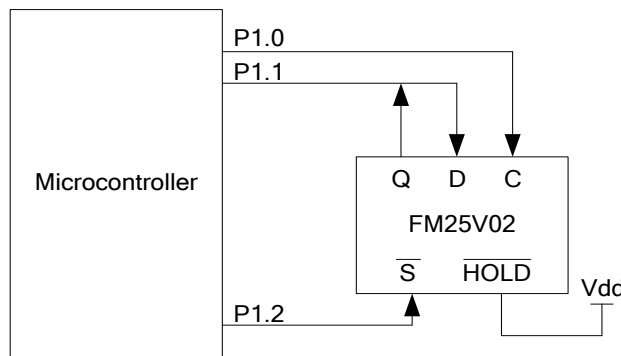 P1.0
P1.1
Microcontroller
Q D C
FM25V02
S HOLD
Vdd
P1.2